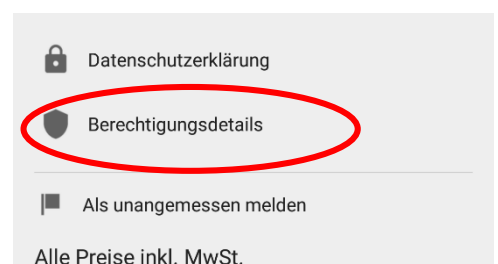 Datenschutzerklärung
Berechtigungsdetails
Als unangemessen melden
Alle Preise inkl. MwSt.